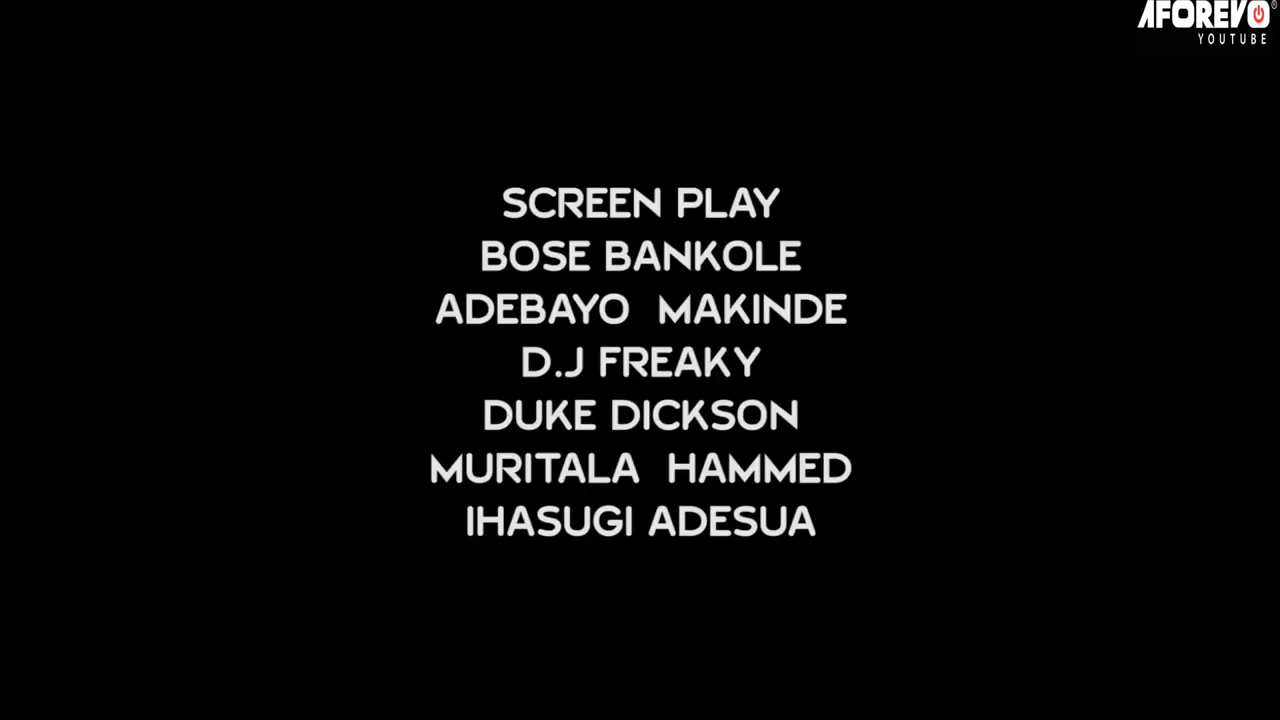 AFOREVO
YOUTUBE
SCREEN PLAY
BOSE BANKOLE
ADEBAYO MAKINDE
D.J FREAKY
DUKE DICKSON
MURITALA HAMMED
IHASUGI ADESUA